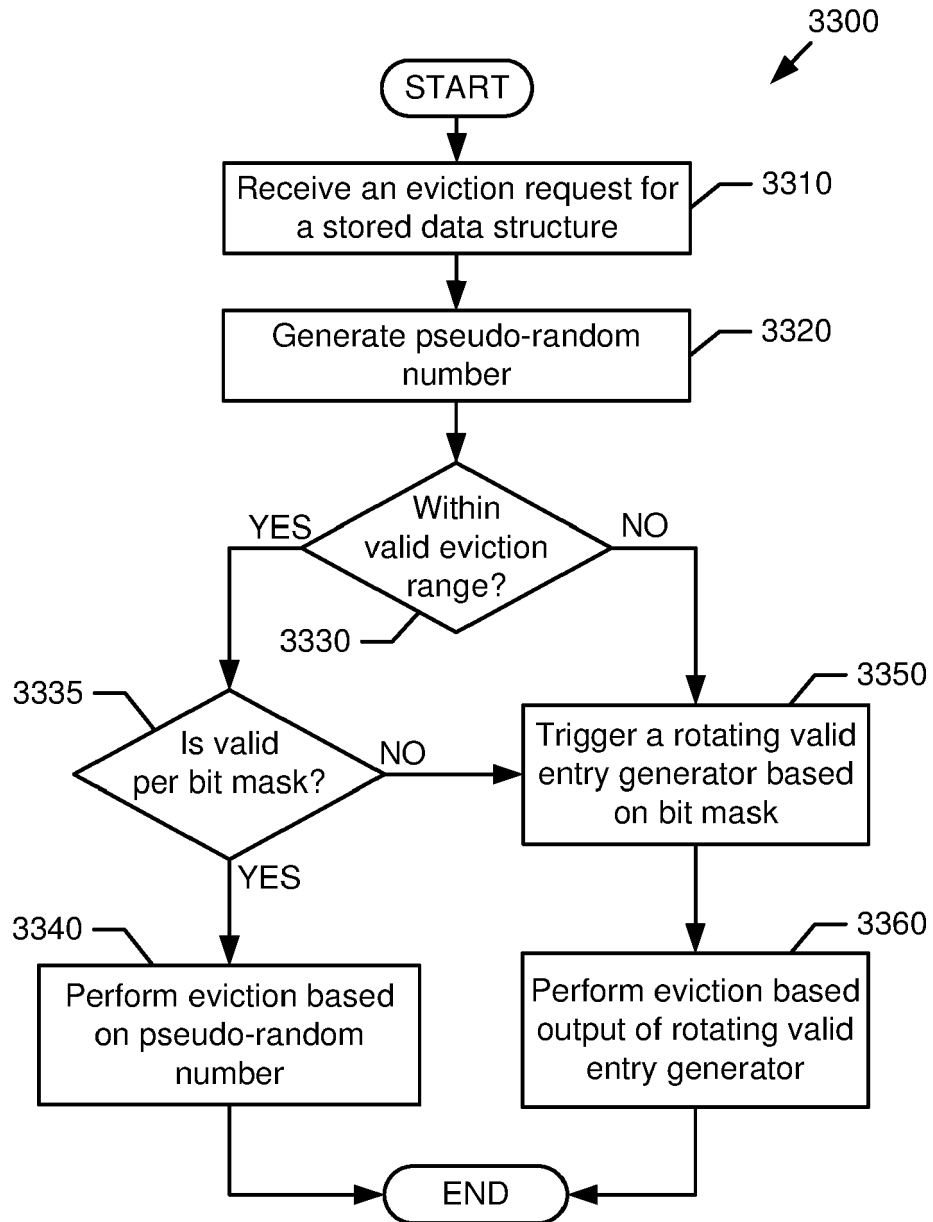 3300
START
Receive an eviction request for
a stored data structure
3310
Generate pseudo-random
number
3320
Within
valid eviction
range?
YES
NO
3330
3335
Is valid
per bit mask?
NO
YES
3350
Trigger a rotating valid
entry generator based
on bit mask
3340
Perform eviction based
on pseudo-random
number
3360
Perform eviction based
output of rotating valid
entry generator
END